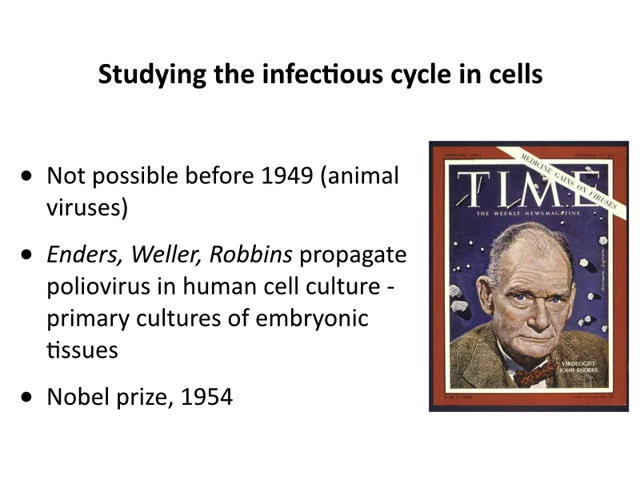 Studying the infectious cycle in cells
● Not possible before 1949 (animal
viruses)
● Enders, Weller, Robbins propagate
poliovirus in human cell culture -
primary cultures of embryonic
tissues
● Nobel prize, 1954
MEDICINE GAINS ON VIRUSES
TIME
THE WEEKLY NEWSMAGAZINE
VIROLOGIST
JOHN ENDERS